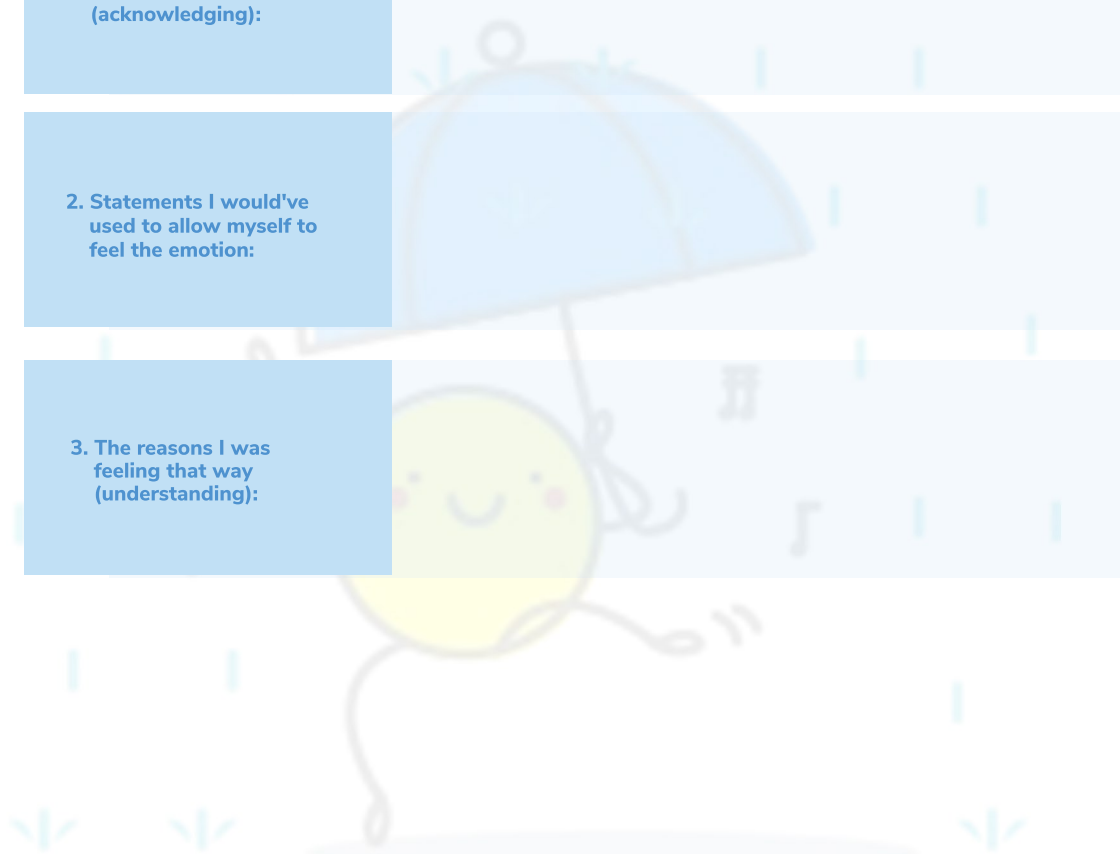 (acknowledging):
2. Statements I would've
used to allow myself to
feel the emotion:
3. The reasons I was
feeling that way
(understanding):